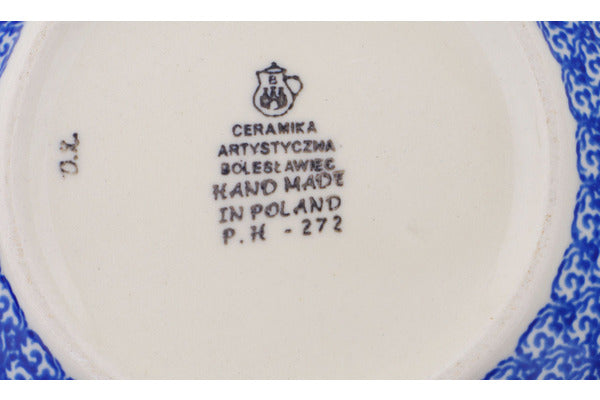 B
CERAMIKA
ARTYSTYCZNA
BOLESŁAWIEC
HAND MADE
IN POLAND
P.H - 272